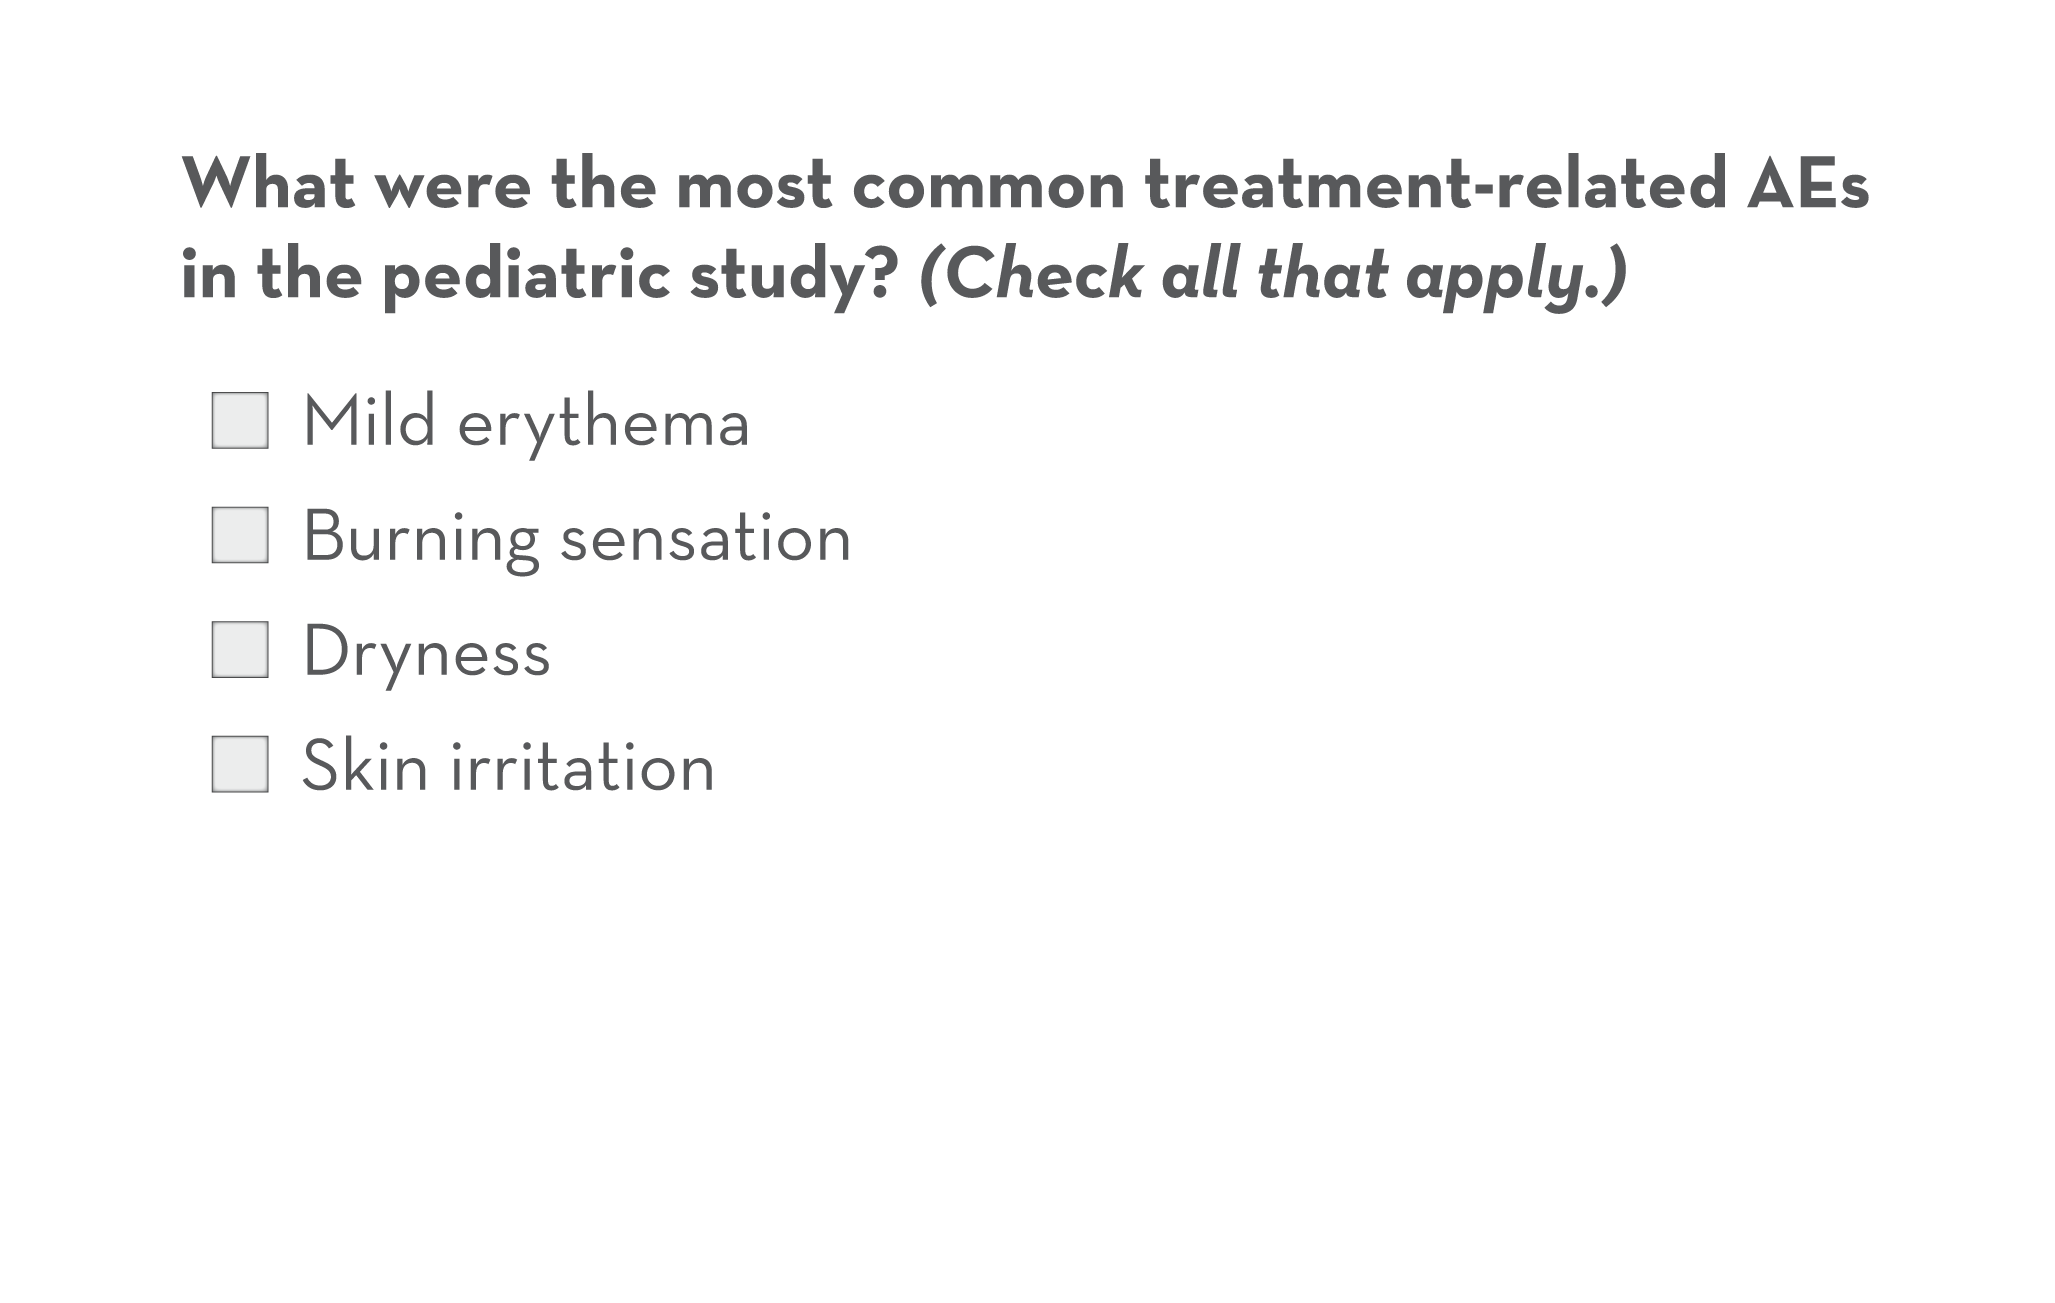 What were the most common treatment-related AEs
in the pediatric study? (Check all that apply.)
Mild erythema
Burning sensation
Dryness
Skin irritation